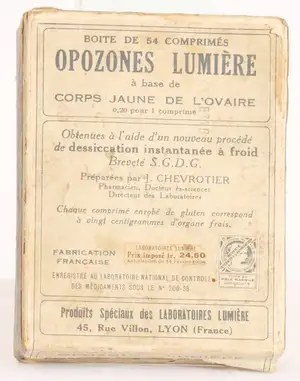 BOITE DE 54 COMPRIMÉS
OPOZONES LUMIÈRE
à base de
CORPS JAUNE DE L'OVAIRE
0,20 pour 1 comprimé
Obtenues à l'aide d'un nouveau procédé
de dessiccation instantanée à froid
Breveté S.G.D.G.
Préparées par J. CHEVROTIER
Pharmacien, Docteur ès-sciences
Directeur des Laboratoires
Chaque comprimé enrobé de gluten correspond
à vingt centigrammes d'organe frais.
FABRICATION
FRANÇAISE
LABORATOIRES LUMIÈRE
Prix imposé fr. 24,60
ENREGISTRÉ AU LABORATOIRE NATIONAL DE CONTROLE
DES MÉDICAMENTS SOUS LE N°
Produits Spéciaux des LABORATOIRES LUMIÈRE
45, Rue Villon, LYON (France)